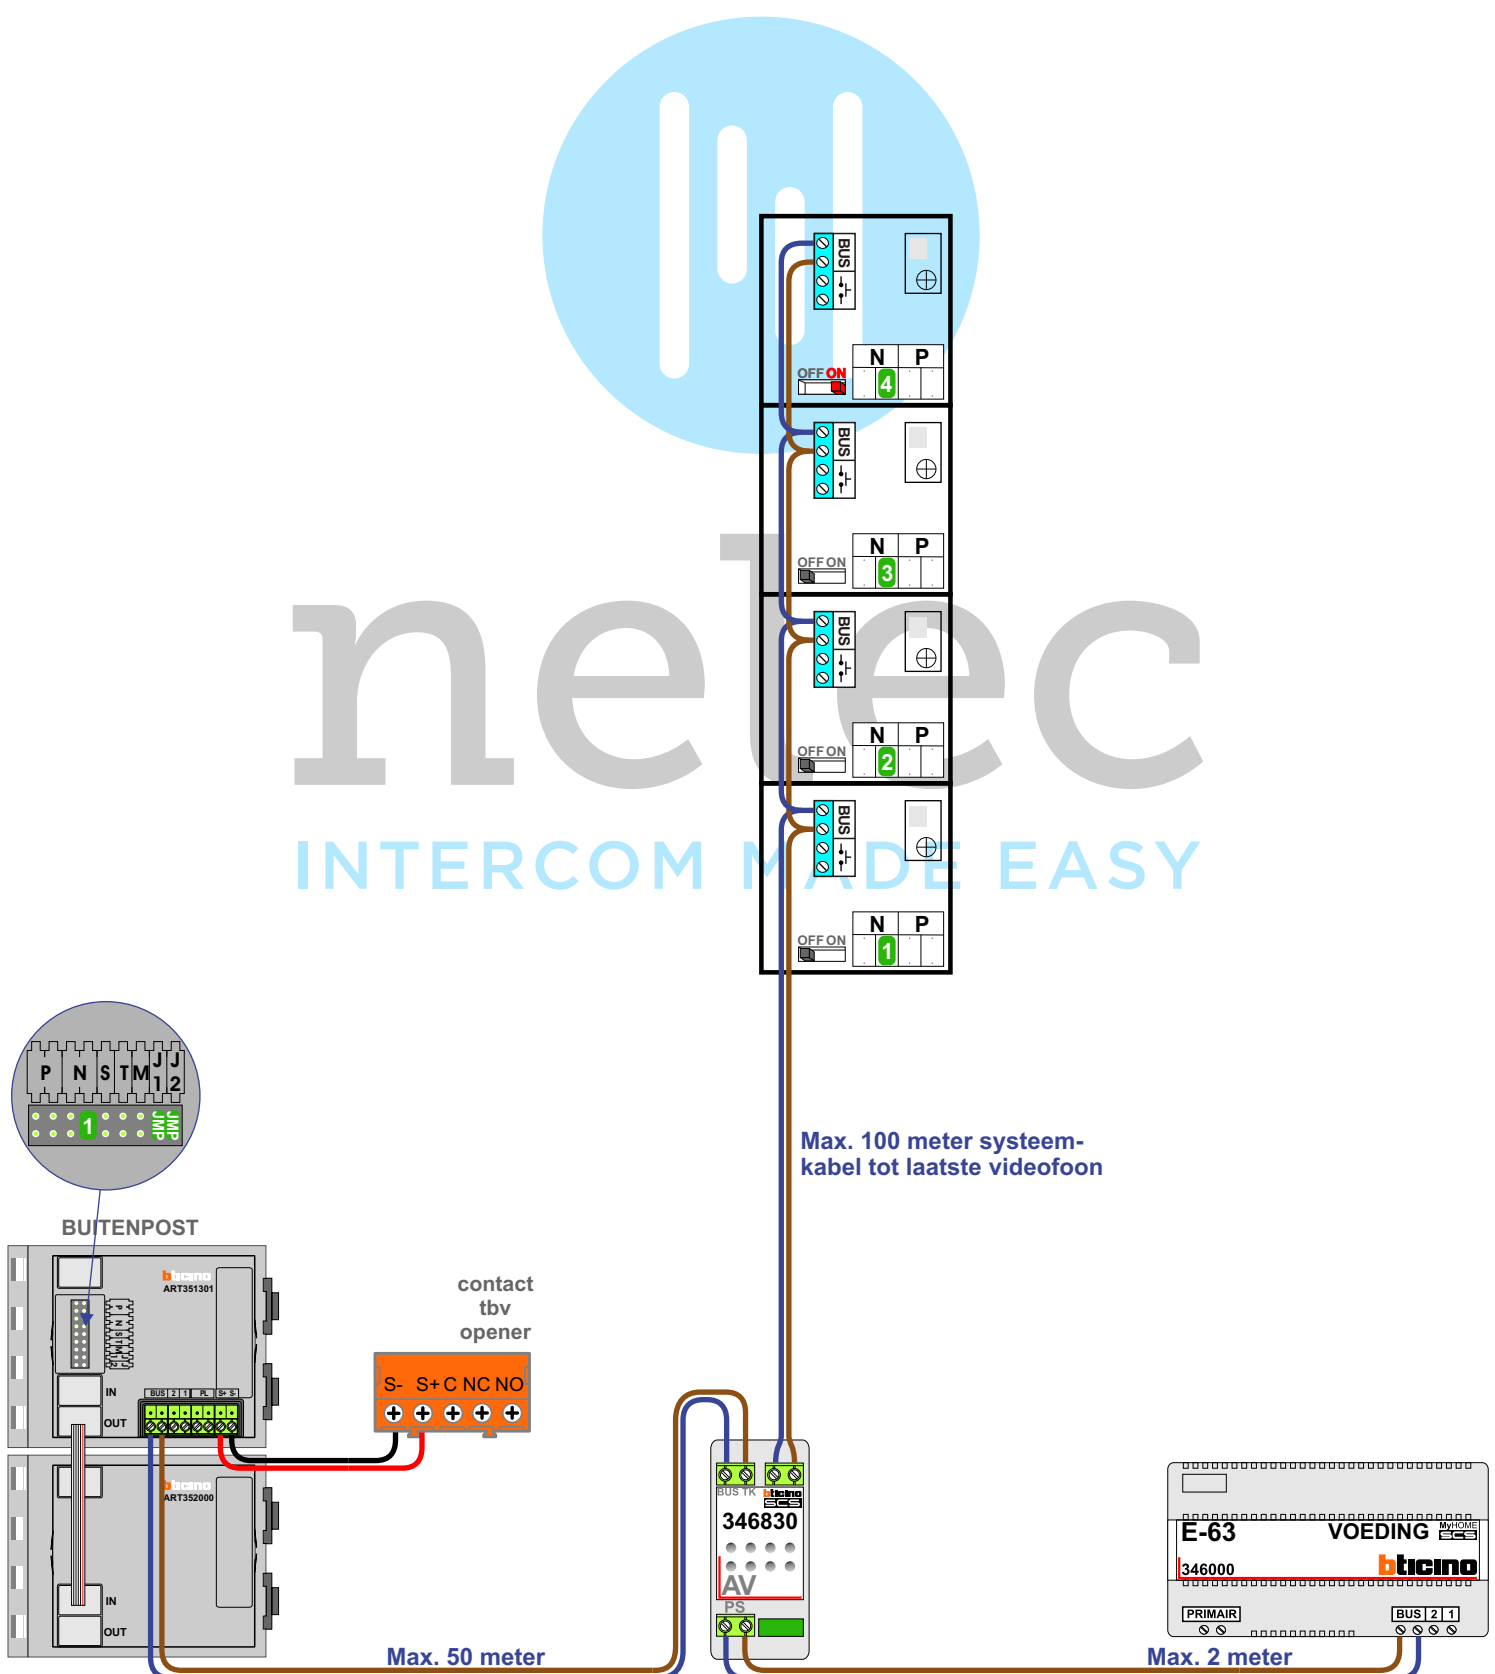 BUS
OFF ON
N P
4
BUS
OFF ON
N P
3
BUS
OFF ON
N P
2
BUS
OFF ON
N P
1
nelec
INTERCOM MADE EASY
P N S T M J1 J2
1 JMP JMP
Max. 100 meter systeem-
kabel tot laatste videofoon
BUITENPOST
bticino
ART351301
P N S T M J1 J2
IN
OUT
BUS 2 1 PL S+ S-
contact
tbv
opener
S- S+ C NC NO
bticino
ART352000
IN
OUT
BUS TK bticino
SCS
346830
AV
PS
E-63 VOEDING MyHOME
SCS
346000 bticino
PRIMAIR BUS 2 1
Max. 50 meter
Max. 2 meter